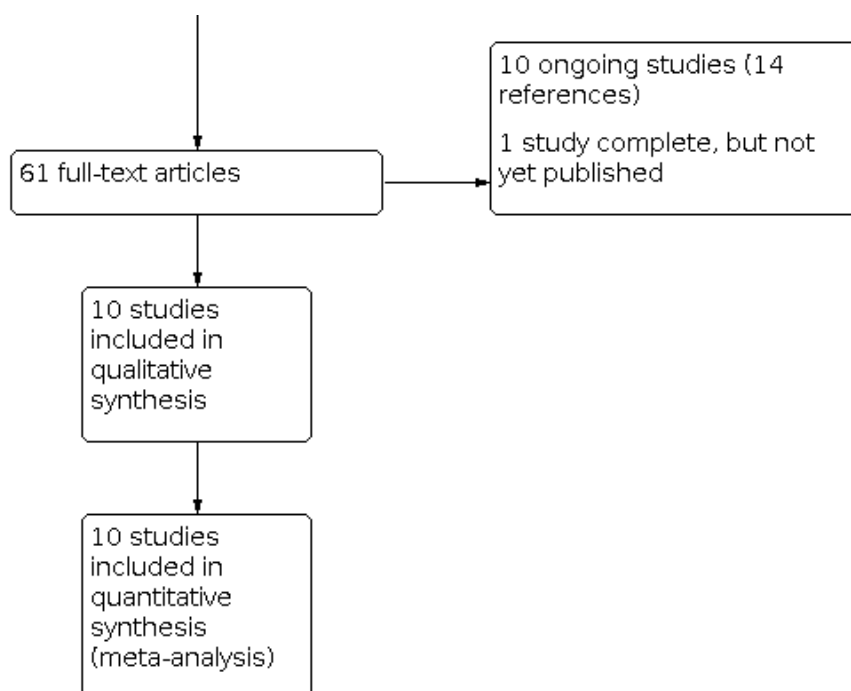 10 ongoing studies (14
references)
1 study complete, but not
yet published
61 full-text articles
10 studies
included in
qualitative
synthesis
10 studies
included in
quantitative
synthesis
(meta-analysis)